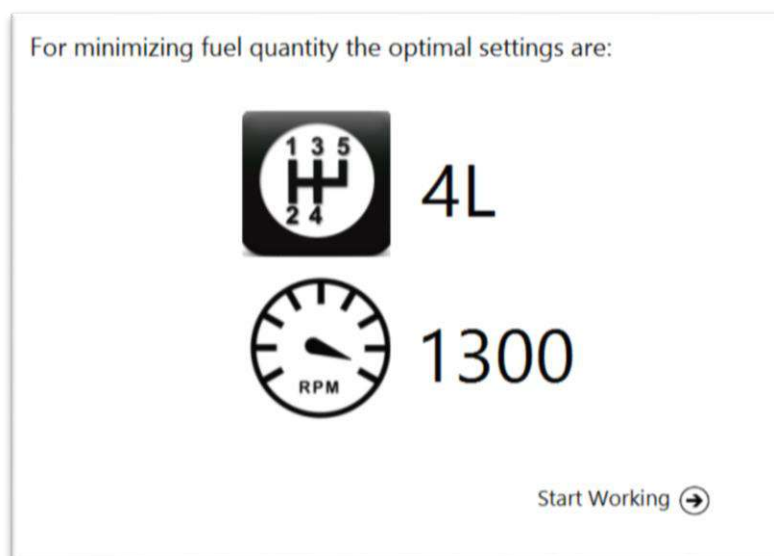 For minimizing fuel quantity the optimal settings are:
1 3 5
2 4
4L
RPM
1300
Start Working